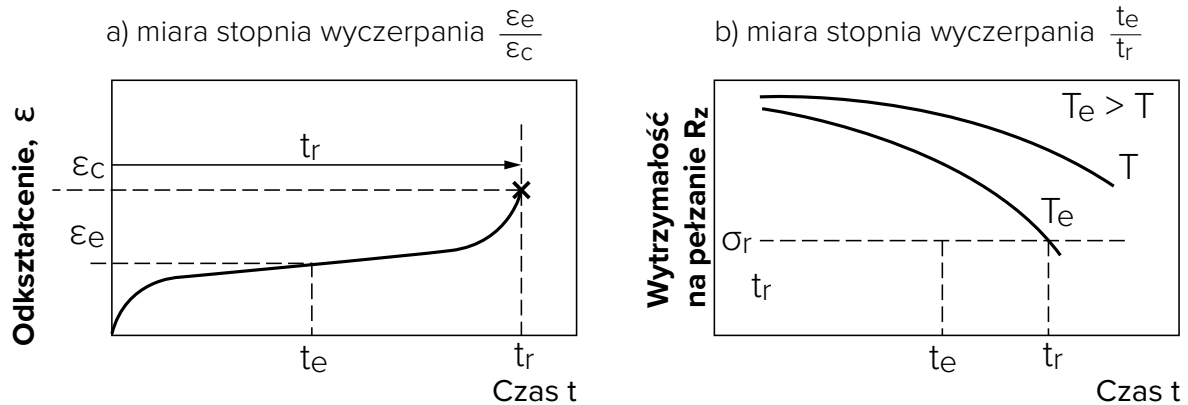 a) miara stopnia wyczerpania εe/εc
Odkształcenie, ε
εc
εe
tr
te
tr
Czas t
b) miara stopnia wyczerpania te/tr
Wytrzymałość
na pełzanie Rz
Te > T
T
Te
σr
tr
te
tr
Czas t